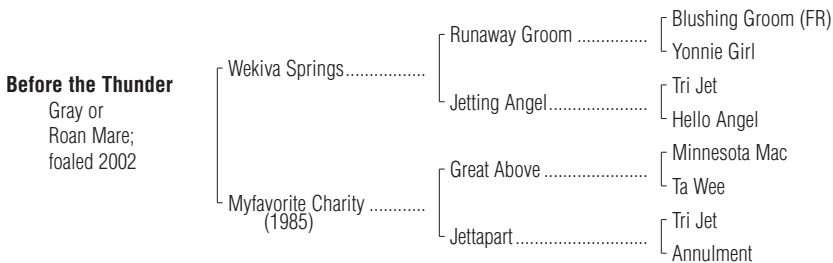 Blushing Groom (FR)
Runaway Groom ...............
Yonnie Girl
Wekiva Springs.................
Before the Thunder
Tri Jet
Gray or
Jetting Angel.....................
Roan Mare;
Hello Angel
foaled 2002
Minnesota Mac
Great Above ......................
Ta Wee
Myfavorite Charity ............
(1985)
Tri Jet
Jettapart............................
Annulment